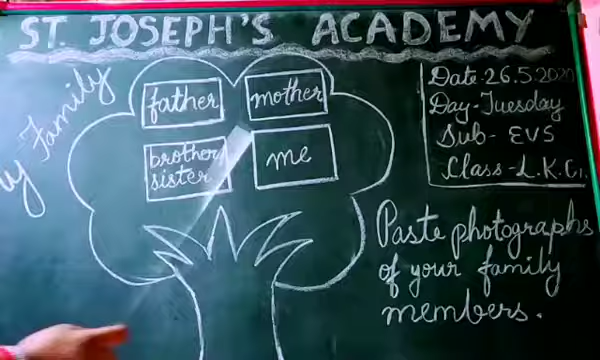 ST. JOSEPH'S ACADEMY
My Family
father
mother
brother/
sister
me
Date-26.5.2020
Day-Tuesday
Sub- EVS
Class-L.K.G.
Paste photographs
of your family
members.